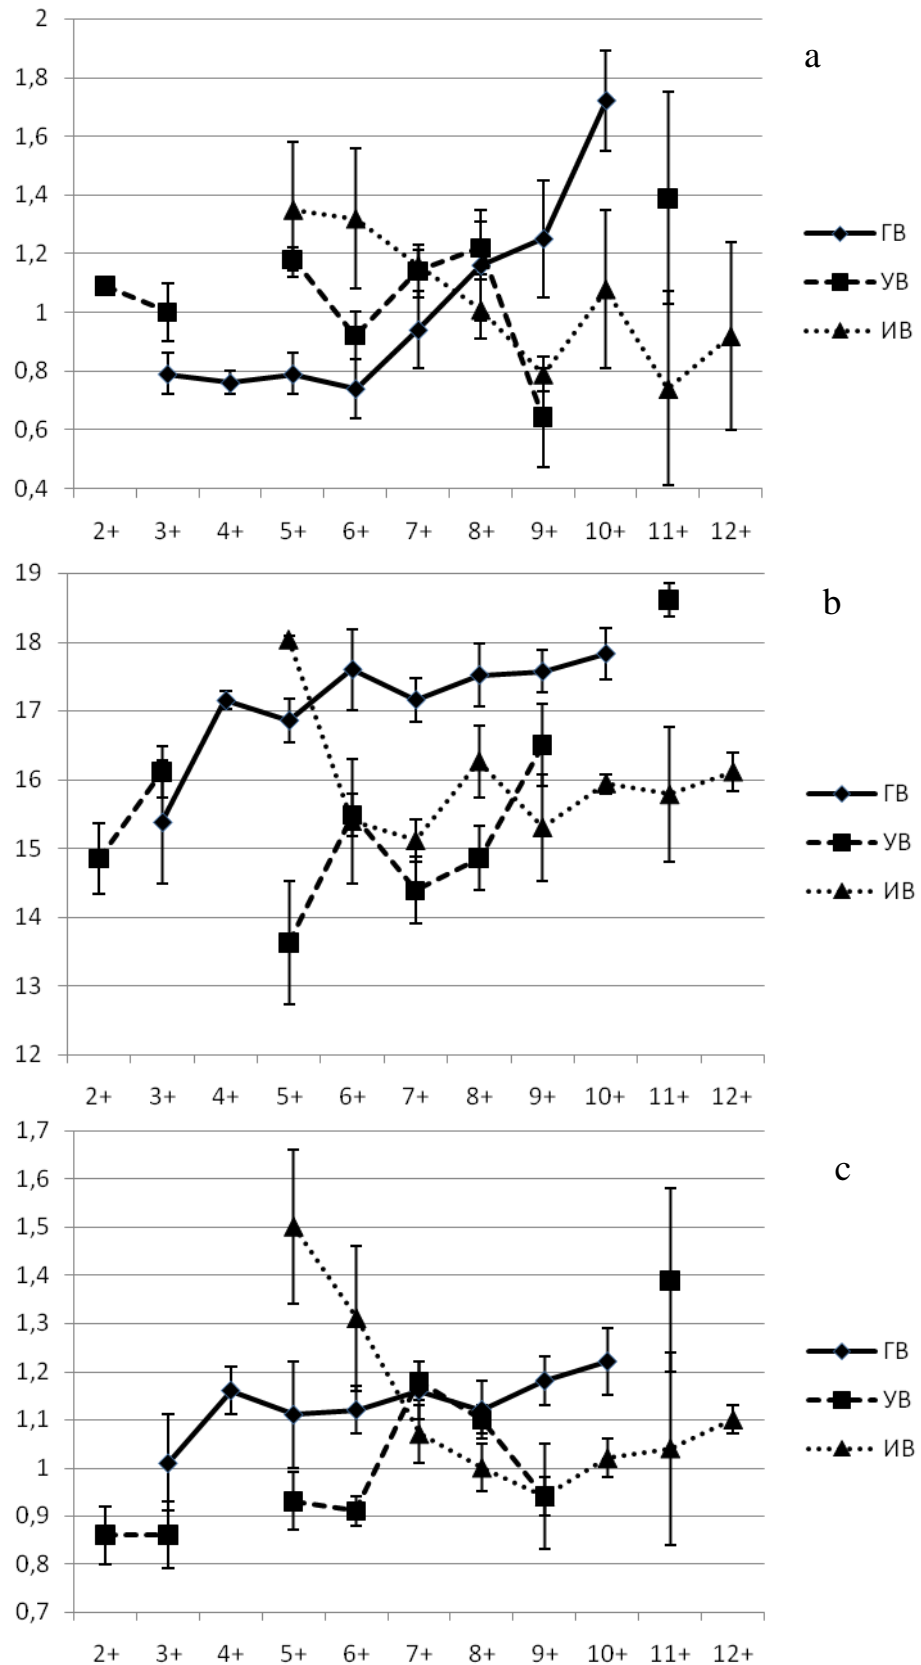 a
2
1,8
1,6
1,4
1,2
1
0,8
0,6
0,4
ГВ
УВ
ИВ
2+ 3+ 4+ 5+ 6+ 7+ 8+ 9+ 10+ 11+ 12+
b
19
18
17
16
15
14
13
12
ГВ
УВ
ИВ
2+ 3+ 4+ 5+ 6+ 7+ 8+ 9+ 10+ 11+ 12+
c
1,7
1,6
1,5
1,4
1,3
1,2
1,1
1
0,9
0,8
0,7
ГВ
УВ
ИВ
2+ 3+ 4+ 5+ 6+ 7+ 8+ 9+ 10+ 11+ 12+